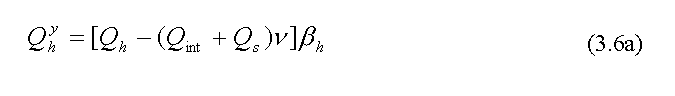 Q_h^y = [Q_h − (Q_int + Q_s)ν]β_h (3.6a)